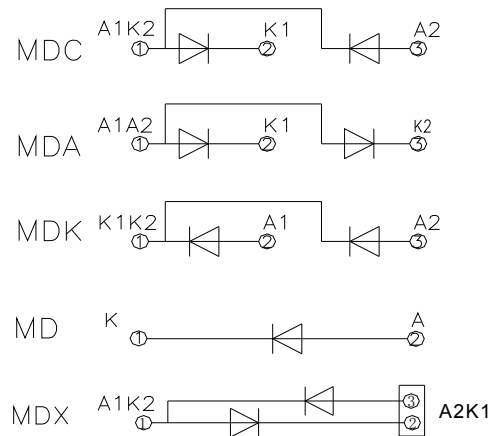 MDC A1K2 ① K1 ② A2 ③
MDA A1A2 ① K1 ② K2 ③
MDK K1K2 ① A1 ② A2 ③
MD K ① A ②
MDX A1K2 ① ③ ② A2K1